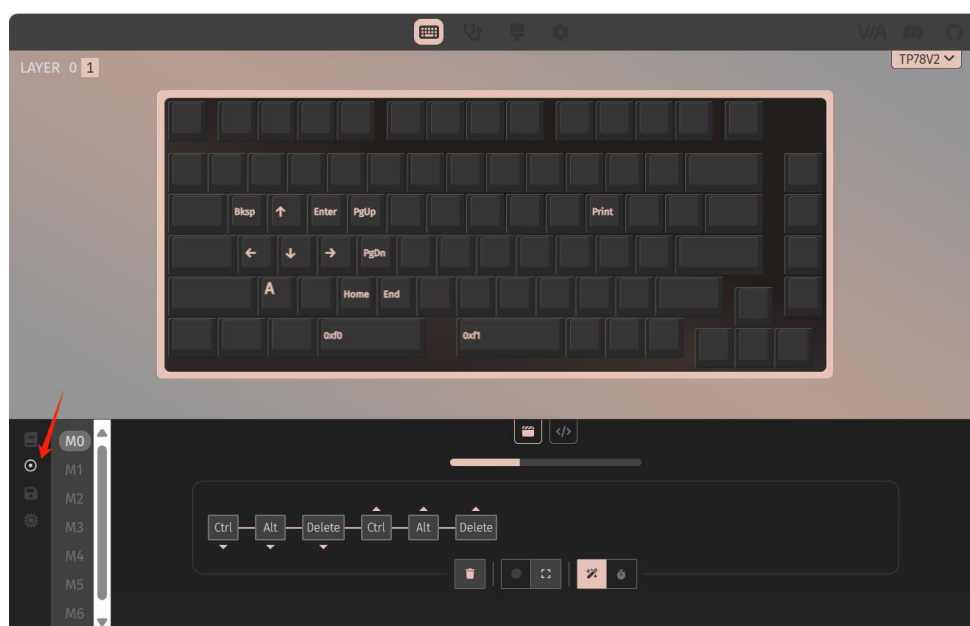 VIA
LAYER 0 1
TP78V2
Bksp ↑ Enter PgUp Print
← ↓ → PgDn
A Home End
0xf0 0xf1
M0
M1
M2
M3
M4
M5
M6
</>
Ctrl Alt Delete Ctrl Alt Delete